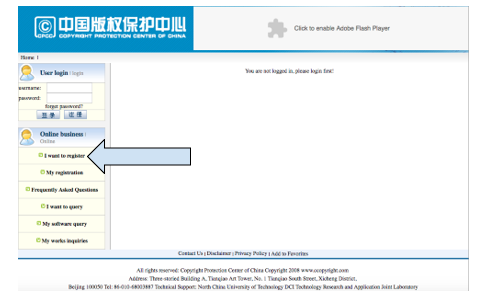 中国版权保护中心
CPCC COPYRIGHT PROTECTION CENTER OF CHINA
Click to enable Adobe Flash Player
Home |
User login / login
You are not logged in, please login first!
username:
password:
forgot password?
登 录
注 册
Online business /
Online
I want to register
My registration
Frequently Asked Questions
I want to query
My software query
My works inquiries
Contact Us | Disclaimer | Privacy Policy | Add to Favorites
All rights reserved: Copyright Protection Center of China Copyright 2008 www.ccopyright.com
Address: Three-storied Building A, Tianqiao Art Tower, No. 1 Tianqiao South Street, Xicheng District,
Beijing 100050 Tel: 86-010-68003887 Technical Support: North China University of Technology DCI Technology Research and Application Joint Laboratory